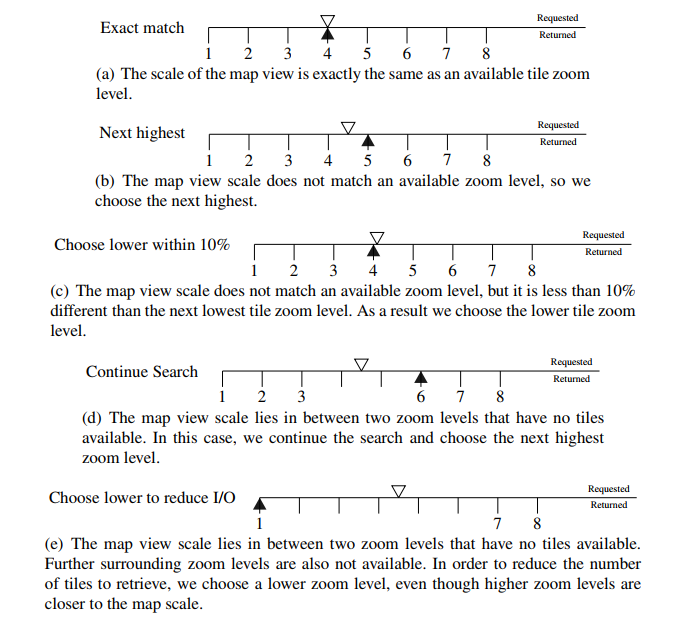 Exact match
Requested
Returned
1 2 3 4 5 6 7 8
(a) The scale of the map view is exactly the same as an available tile zoom
level.
Next highest
Requested
Returned
1 2 3 4 5 6 7 8
(b) The map view scale does not match an available zoom level, so we
choose the next highest.
Choose lower within 10%
Requested
Returned
1 2 3 4 5 6 7 8
(c) The map view scale does not match an available zoom level, but it is less than 10%
different than the next lowest tile zoom level. As a result we choose the lower tile zoom
level.
Continue Search
Requested
Returned
1 2 3 6 7 8
(d) The map view scale lies in between two zoom levels that have no tiles
available. In this case, we continue the search and choose the next highest
zoom level.
Choose lower to reduce I/O
Requested
Returned
1 7 8
(e) The map view scale lies in between two zoom levels that have no tiles available.
Further surrounding zoom levels are also not available. In order to reduce the number
of tiles to retrieve, we choose a lower zoom level, even though higher zoom levels are
closer to the map scale.